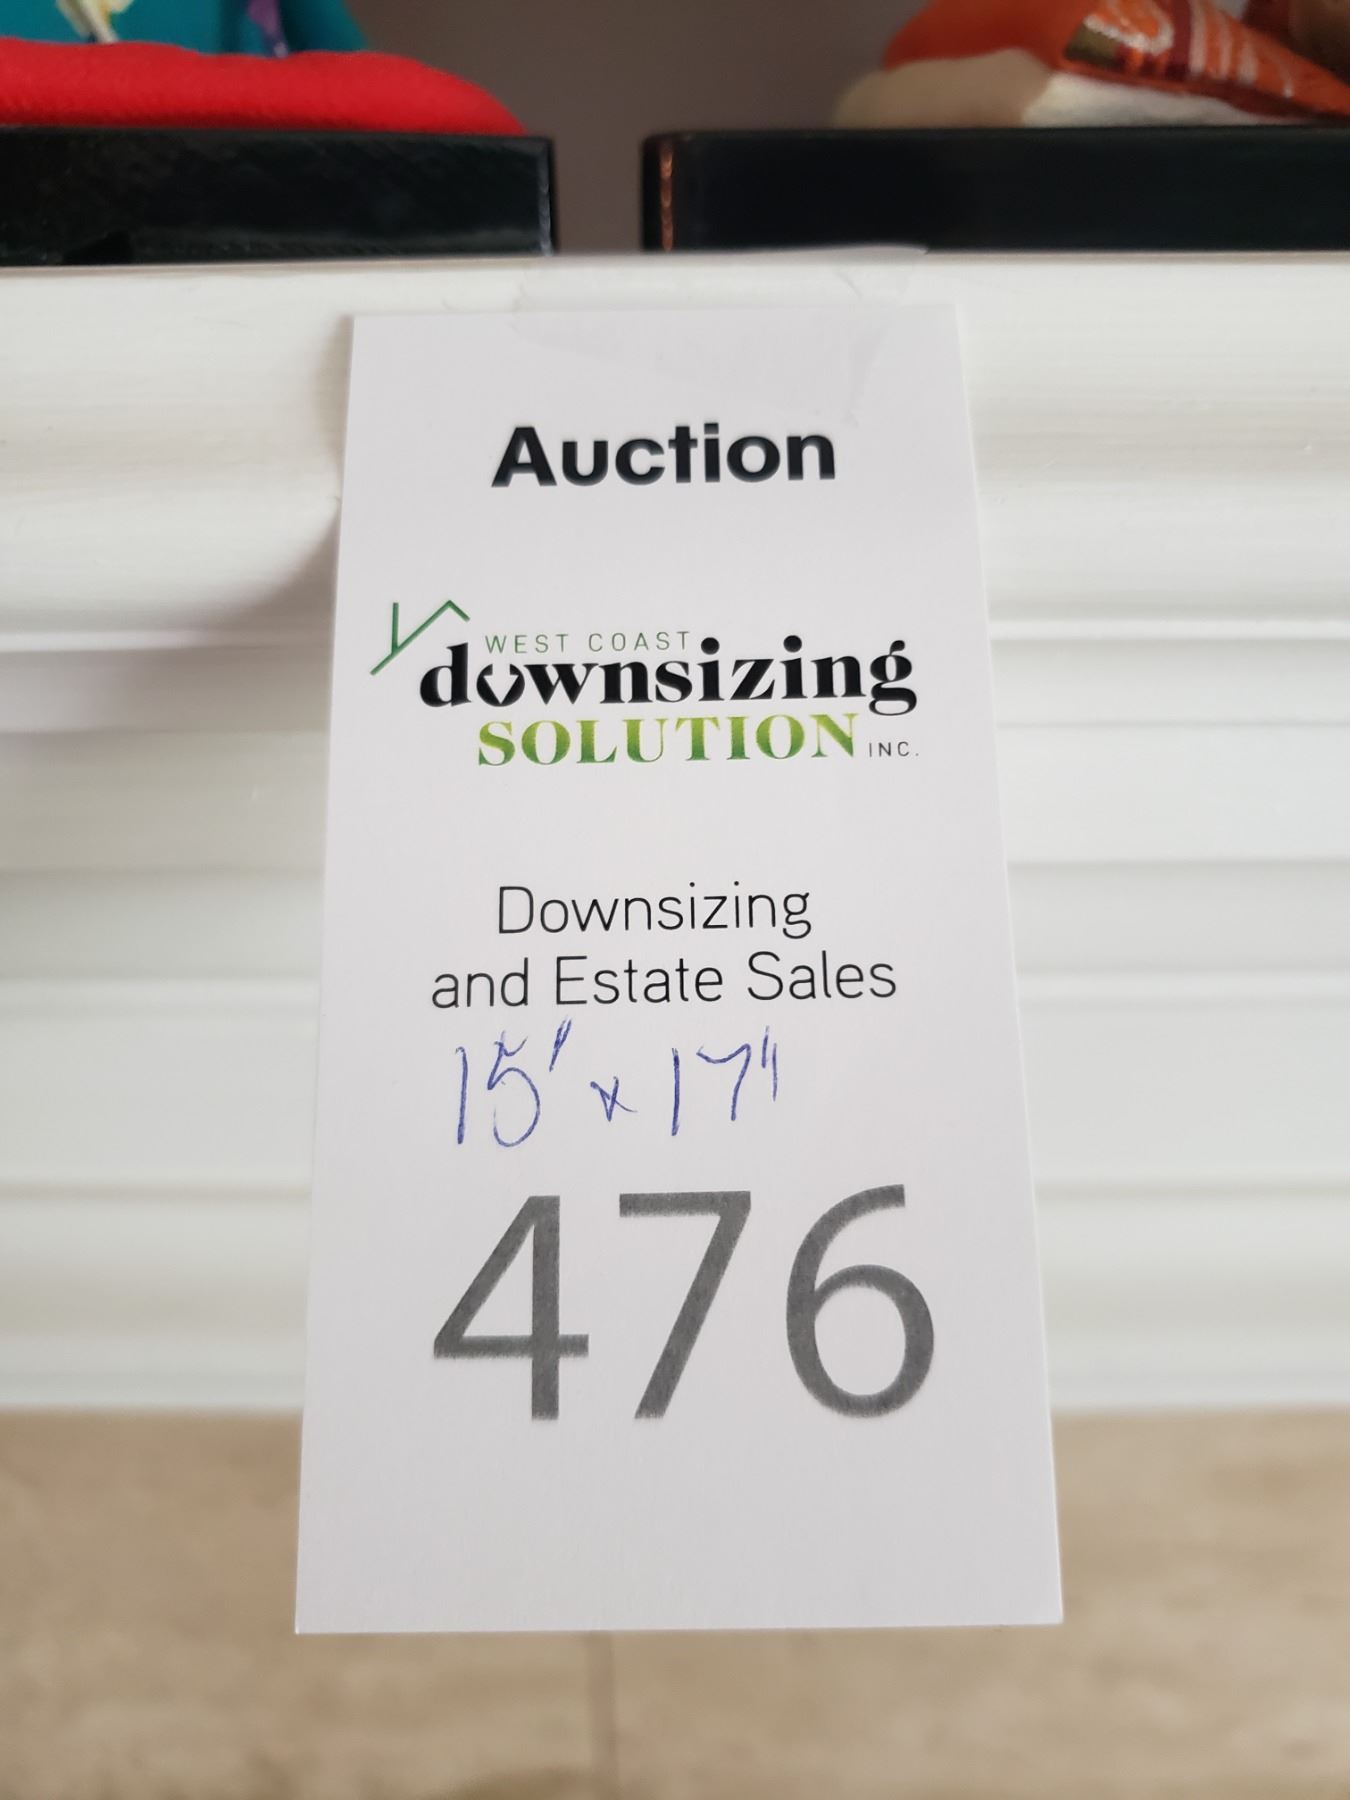 Auction
WEST COAST
downsizing
SOLUTION INC.
Downsizing
and Estate Sales
15' x 17"
476